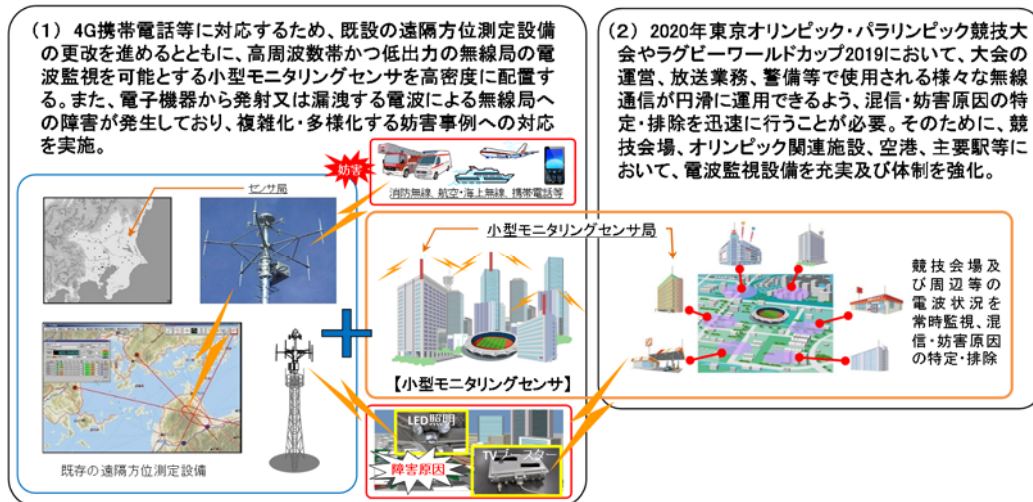 (1) 4G携帯電話等に対応するため、既設の遠隔方位測定設備
の更改を進めるとともに、高周波数帯かつ低出力の無線局の電
波監視を可能とする小型モニタリングセンサを高密度に配置す
る。また、電子機器から発射又は漏洩する電波による無線局へ
の障害が発生しており、複雑化・多様化する妨害事例への対応
を実施。
(2) 2020年東京オリンピック・パラリンピック競技大
会やラグビーワールドカップ2019において、大会の
運営、放送業務、警備等で使用される様々な無線
通信が円滑に運用できるよう、混信・妨害原因の特
定・排除を迅速に行うことが必要。そのために、競
技会場、オリンピック関連施設、空港、主要駅等に
おいて、電波監視設備を充実及び体制を強化。
妨害
消防無線、航空・海上無線、携帯電話等
センサ局
小型モニタリングセンサ局
競技会場及
び周辺等の
電波状況を
常時監視、混
信・妨害原因
の特定・排除
【小型モニタリングセンサ】
LED照明
障害原因
TVブースター
既存の遠隔方位測定設備